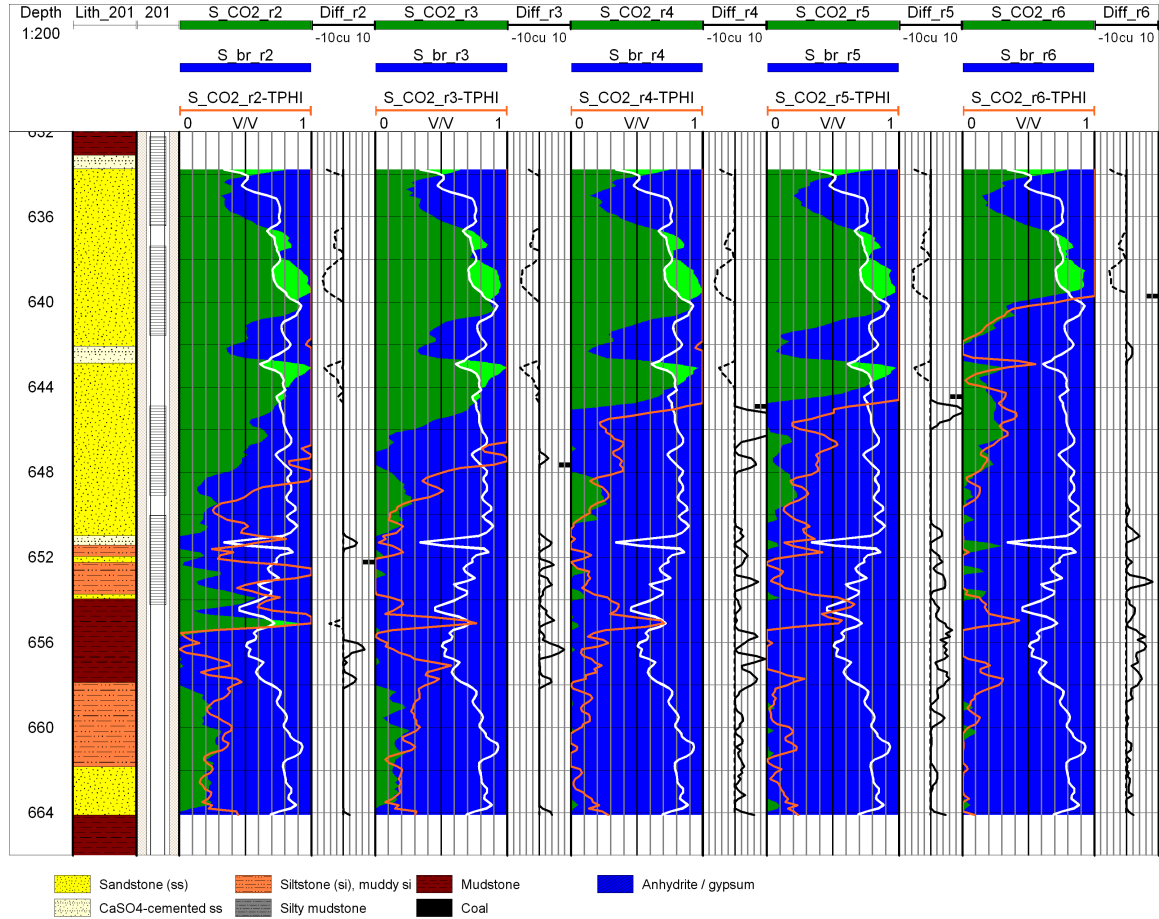 Depth Lith_201 201 S_CO2_r2 Diff_r2 S_CO2_r3 Diff_r3 S_CO2_r4 Diff_r4 S_CO2_r5 Diff_r5 S_CO2_r6 Diff_r6
1:200 -10cu 10 -10cu 10 -10cu 10 -10cu 10 -10cu 10
S_br_r2 S_br_r3 S_br_r4 S_br_r5 S_br_r6
S_CO2_r2-TPHI S_CO2_r3-TPHI S_CO2_r4-TPHI S_CO2_r5-TPHI S_CO2_r6-TPHI
0 V/V 1 0 V/V 1 0 V/V 1 0 V/V 1 0 V/V 1
632
636
640
644
648
652
656
660
664
Sandstone (ss) Siltstone (si), muddy si Mudstone Anhydrite / gypsum
CaSO4-cemented ss Silty mudstone Coal